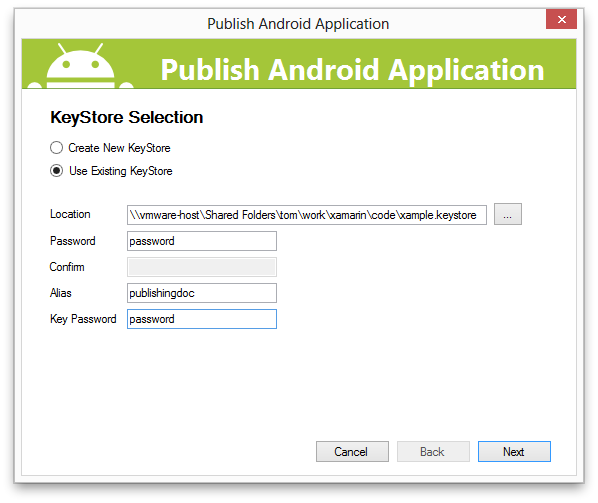 Publish Android Application
Publish Android Application
KeyStore Selection
Create New KeyStore
Use Existing KeyStore
Location \\vmware-host\Shared Folders\tom\work\xamarin\code\xample.keystore ...
Password password
Confirm
Alias publishingdoc
Key Password password
Cancel Back Next